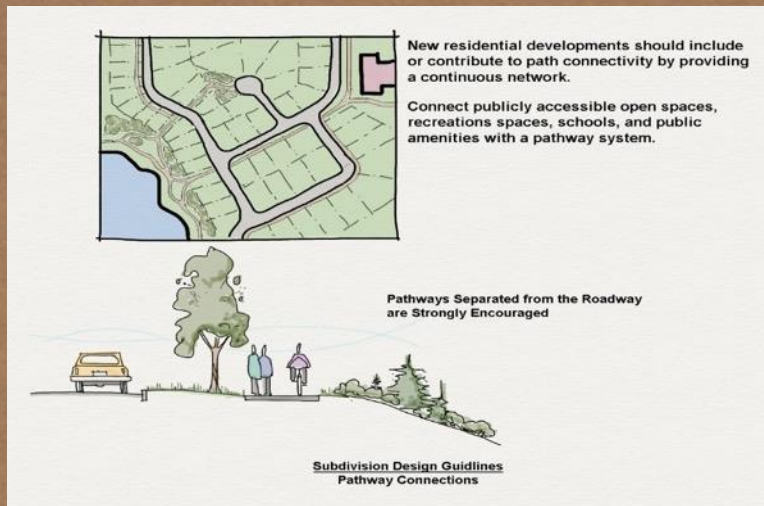 New residential developments should include
or contribute to path connectivity by providing
a continuous network.
Connect publicly accessible open spaces,
recreations spaces, schools, and public
amenities with a pathway system.
Pathways Separated from the Roadway
are Strongly Encouraged
Subdivision Design Guidlines
Pathway Connections